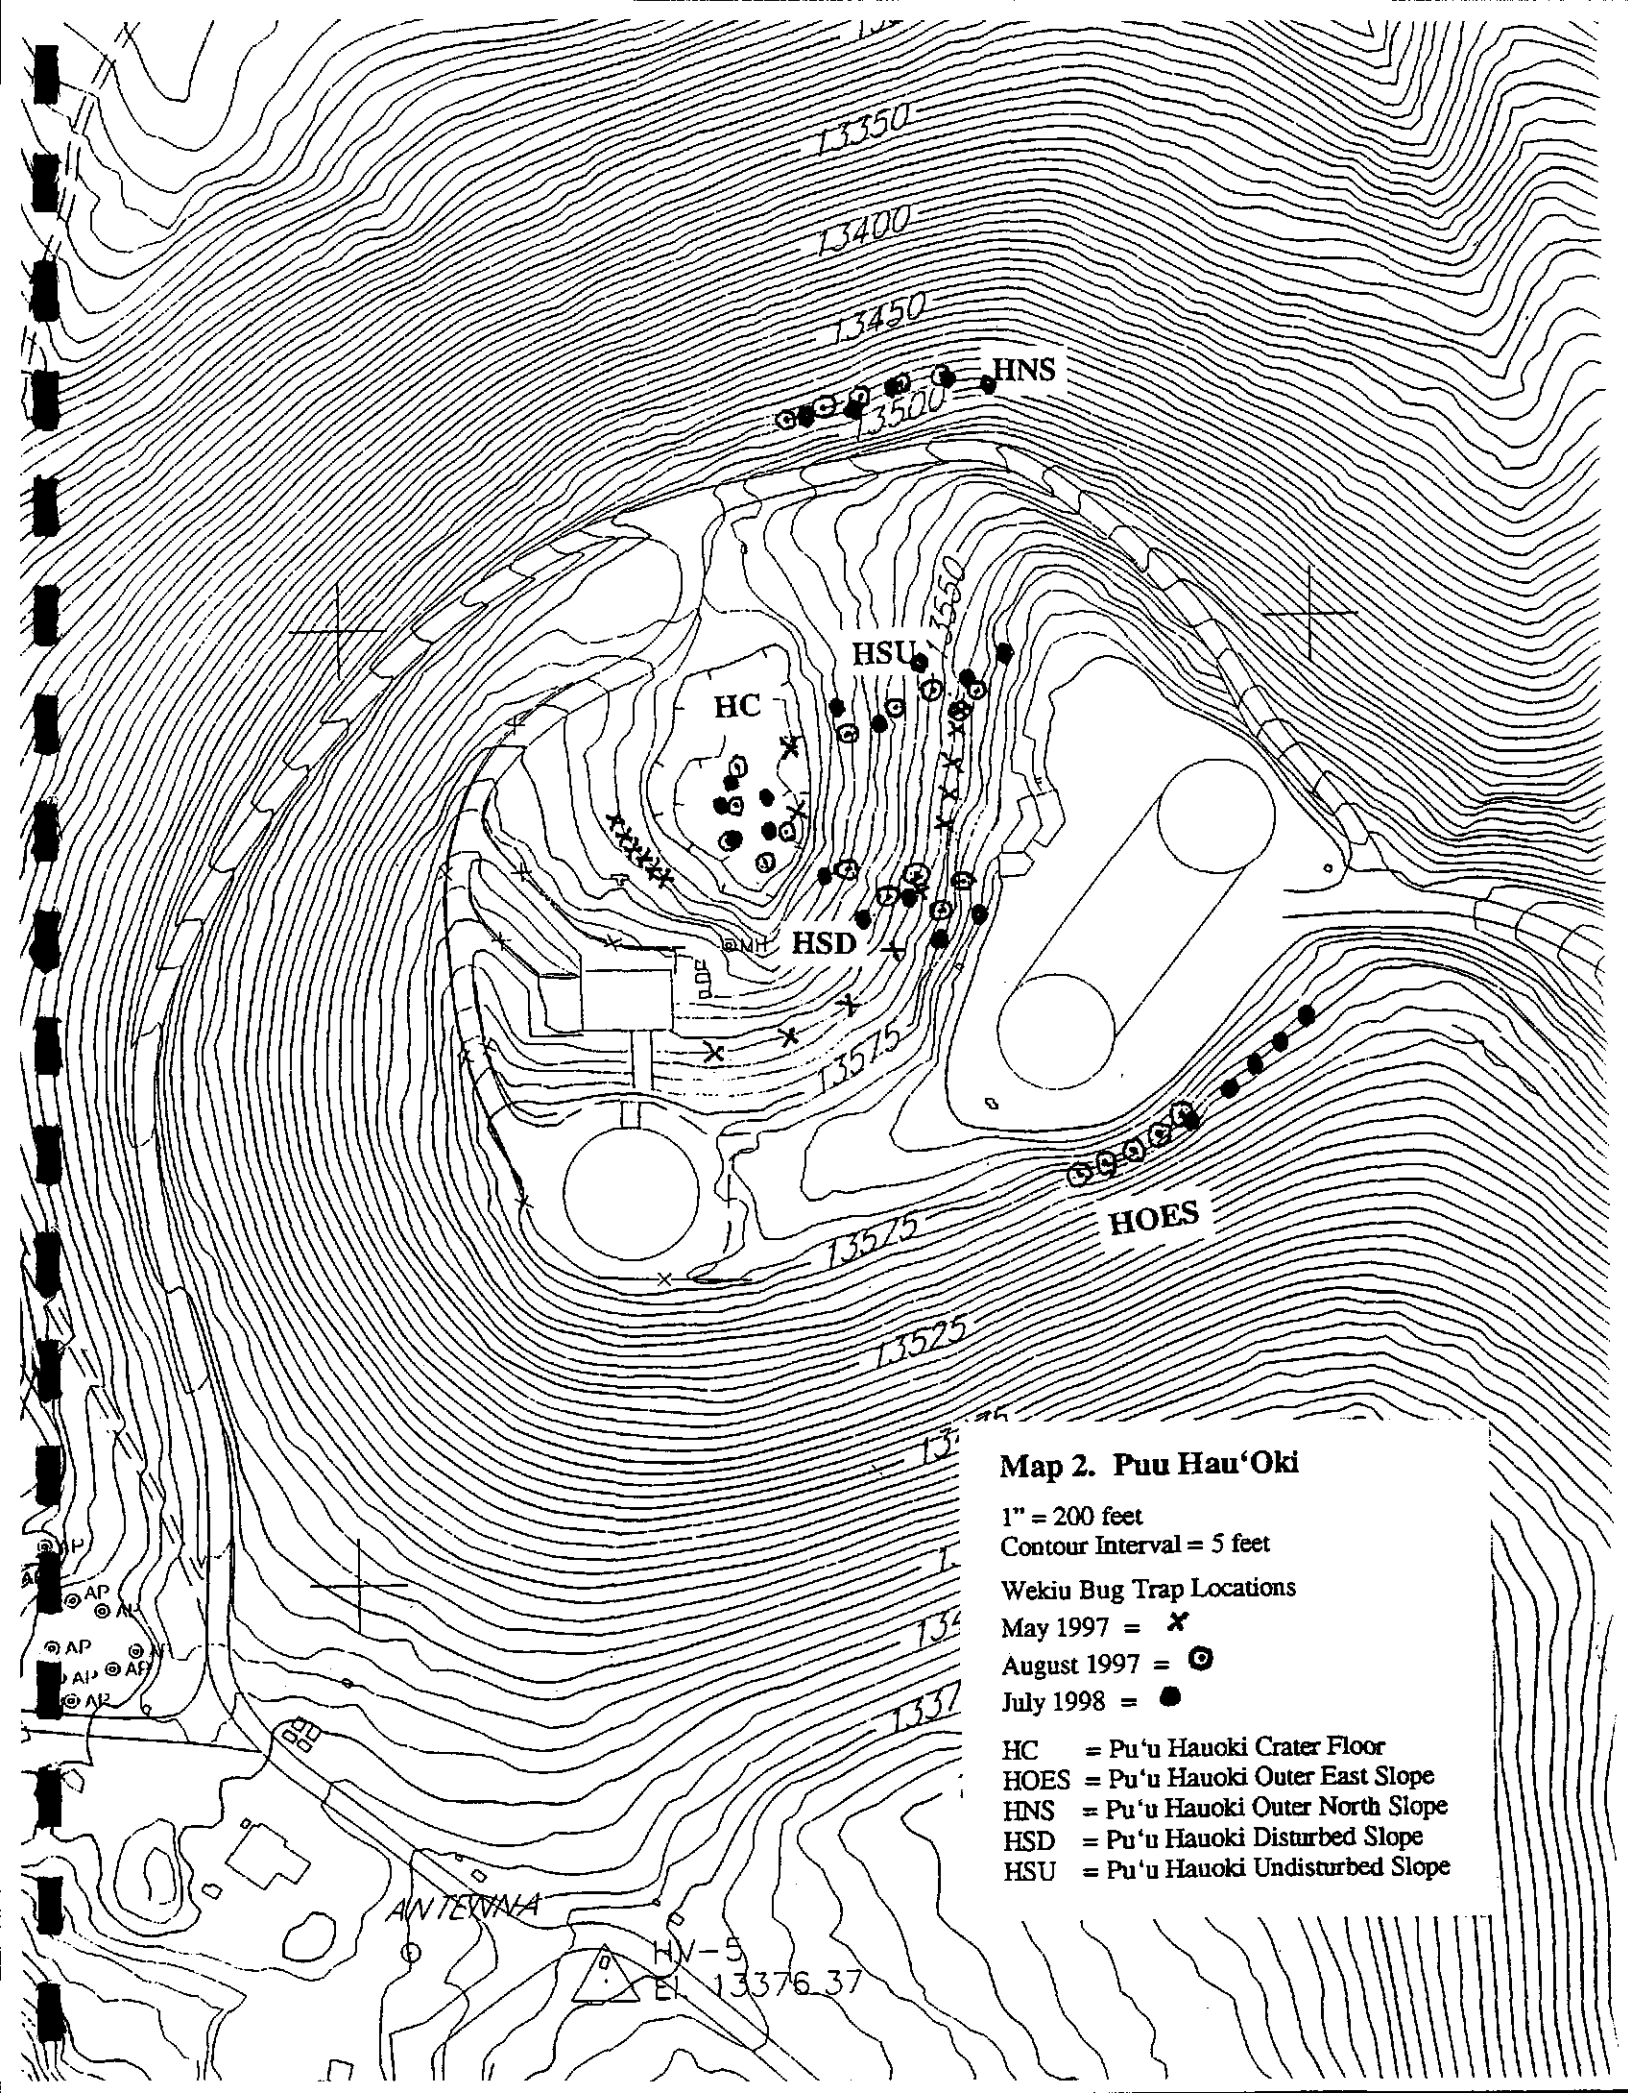 13350
13400
13450
HNS
13500
13550
HSU
HC
MH
HSD
13575
HOES
13575
13525
Map 2. Puu Hau‘Oki
1" = 200 feet
Contour Interval = 5 feet
Wekiu Bug Trap Locations
May 1997 = x
August 1997 =
July 1998 =
HC = Pu‘u Hauoki Crater Floor
HOES = Pu‘u Hauoki Outer East Slope
HNS = Pu‘u Hauoki Outer North Slope
HSD = Pu‘u Hauoki Disturbed Slope
HSU = Pu‘u Hauoki Undisturbed Slope
AP
AP
AP
AP
AP
AP
ANTENNA
HV-5
El. 13376.37